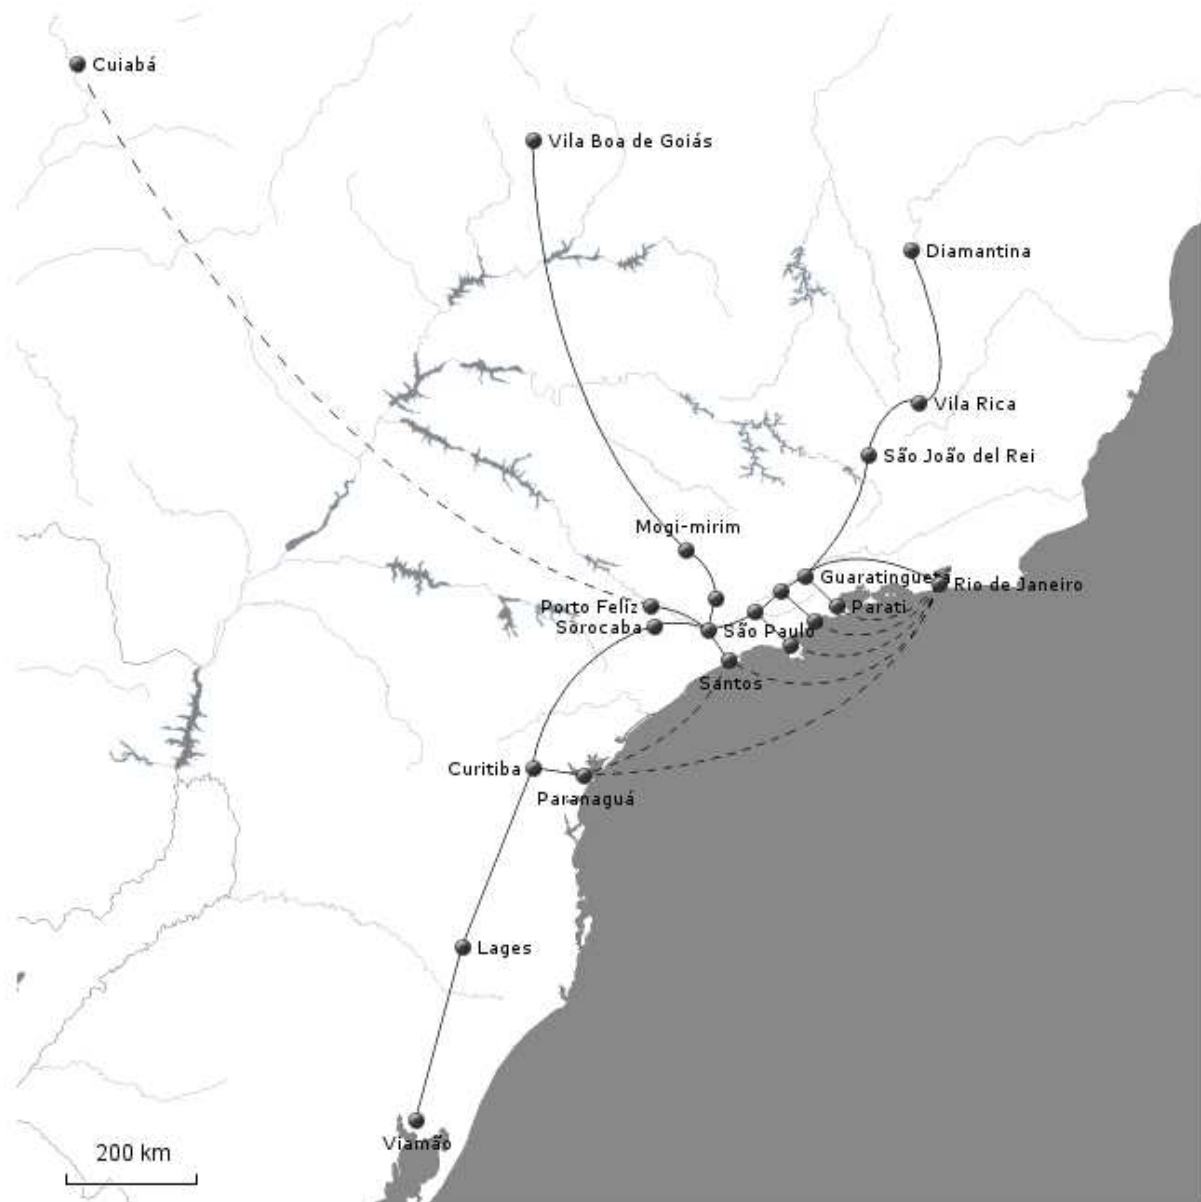 Cuiabá
Vila Boa de Goiás
Diamantina
Vila Rica
São João del Rei
Mogi-mirim
Guaratinguetá
Rio de Janeiro
Porto Felíz
Parati
Sorocaba
São Paulo
Santos
Curitiba
Paranaguá
Lages
Viamão
200 km